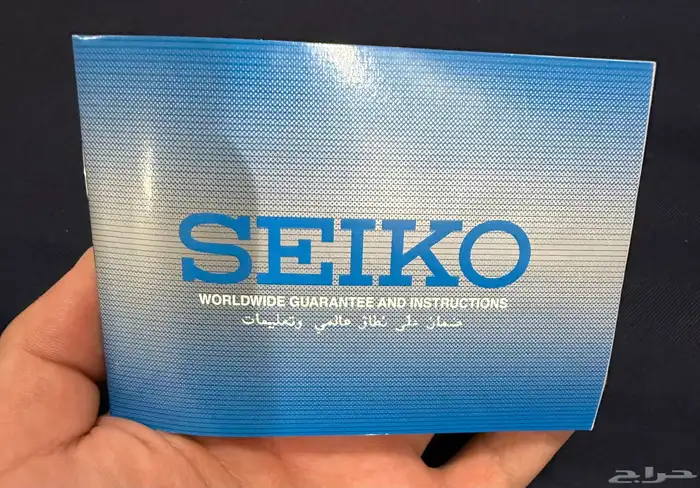 SEIKO
WORLDWIDE GUARANTEE AND INSTRUCTIONS
ضمان على نطاق عالمي وتعليمات
حراج